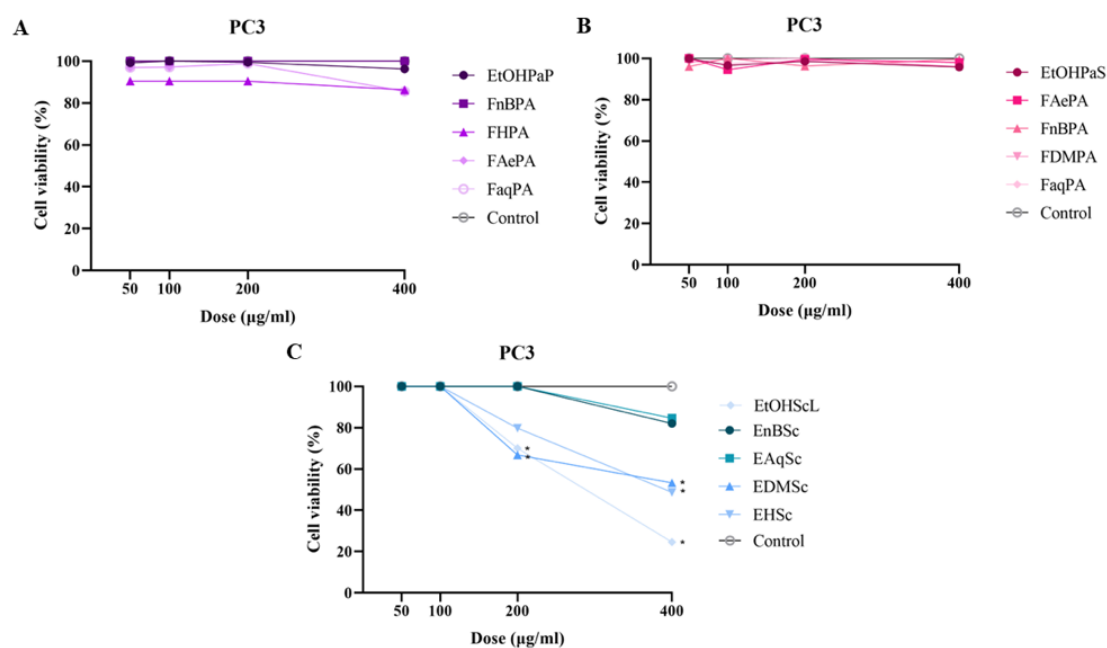 A
PC3
Cell viability (%)
100
80
60
40
20
0
50
100
200
400
Dose (μg/ml)
EtOHPaP
FnBPA
FHPA
FAePA
FaqPA
Control
B
PC3
Cell viability (%)
100
80
60
40
20
0
50
100
200
400
Dose (μg/ml)
EtOHPaS
FAePA
FnBPA
FDMPA
FaqPA
Control
C
PC3
Cell viability (%)
100
80
60
40
20
0
50
100
200
400
*
*
*
*
*
Dose (μg/ml)
EtOHScL
EnBSc
EAqSc
EDMSc
EHSc
Control